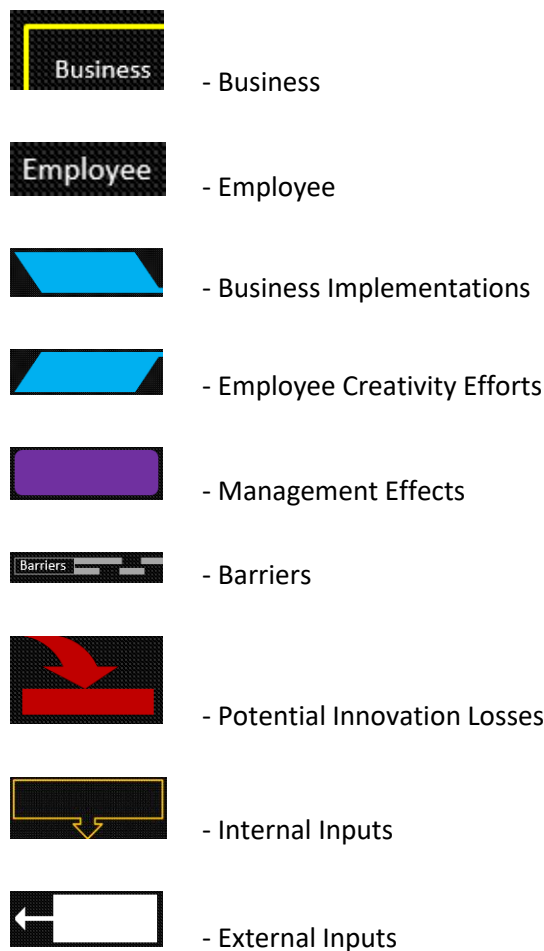 Business - Business
Employee - Employee
- Business Implementations
- Employee Creativity Efforts
- Management Effects
Barriers - Barriers
- Potential Innovation Losses
- Internal Inputs
- External Inputs